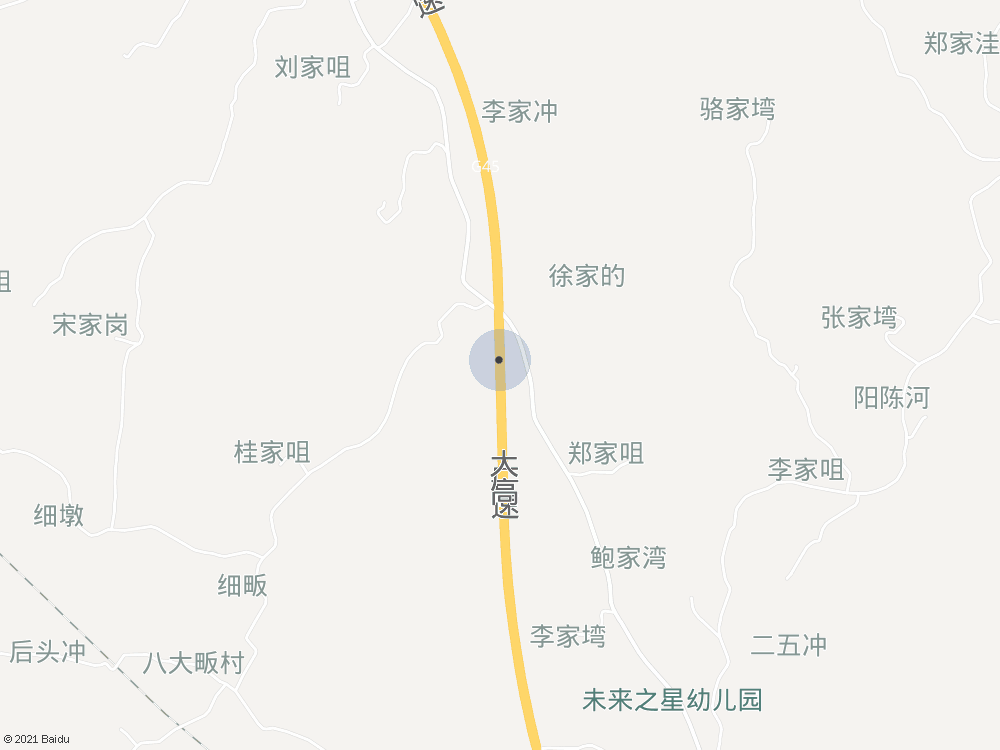 速
郑家洼
刘家咀
李家冲
骆家塆
G45
徐家的
咀
宋家岗
张家塆
阳陈河
桂家咀
大
高
速
郑家咀
李家咀
细墩
鲍家湾
细畈
李家塆
后头冲
八大畈村
二五冲
未来之星幼儿园
© 2021 Baidu